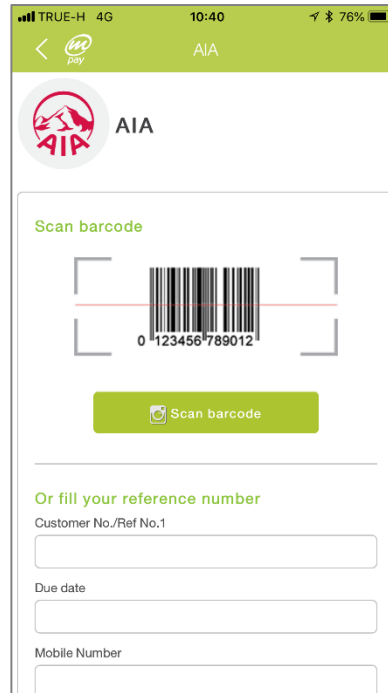 TRUE-H 4G 10:40 76%
m pay AIA
AIA AIA
Scan barcode
0 123456 789012
Scan barcode
Or fill your reference number
Customer No./Ref No.1
Due date
Mobile Number